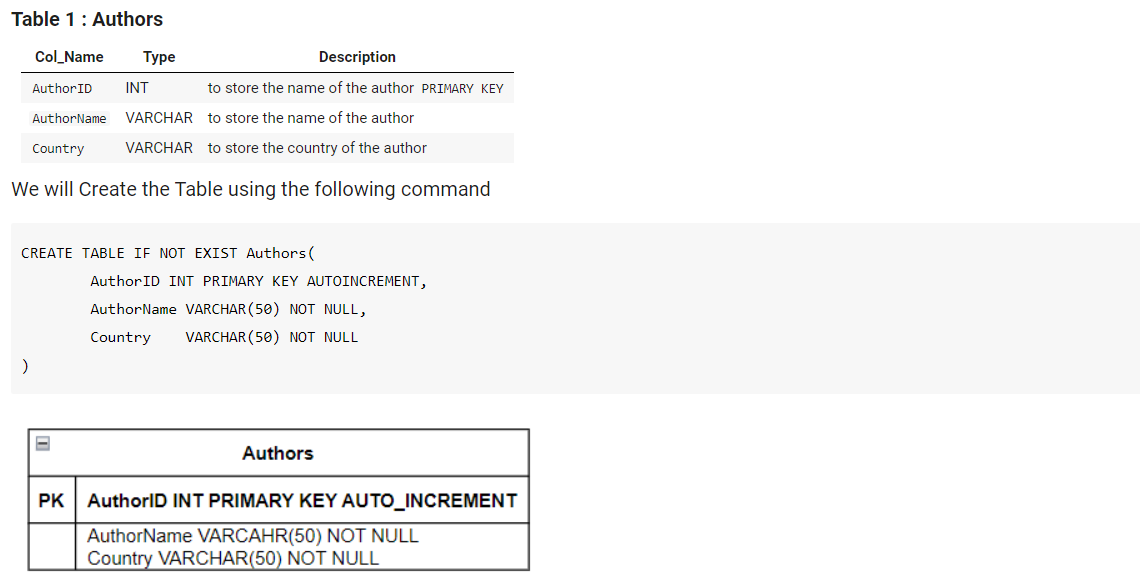 Table 1 : Authors
Col_Name Type Description
AuthorID INT to store the name of the author PRIMARY KEY
AuthorName VARCHAR to store the name of the author
Country VARCHAR to store the country of the author
We will Create the Table using the following command
CREATE TABLE IF NOT EXIST Authors(
AuthorID INT PRIMARY KEY AUTOINCREMENT,
AuthorName VARCHAR(50) NOT NULL,
Country VARCHAR(50) NOT NULL
)
Authors
PK AuthorID INT PRIMARY KEY AUTO_INCREMENT
AuthorName VARCAHR(50) NOT NULL
Country VARCHAR(50) NOT NULL